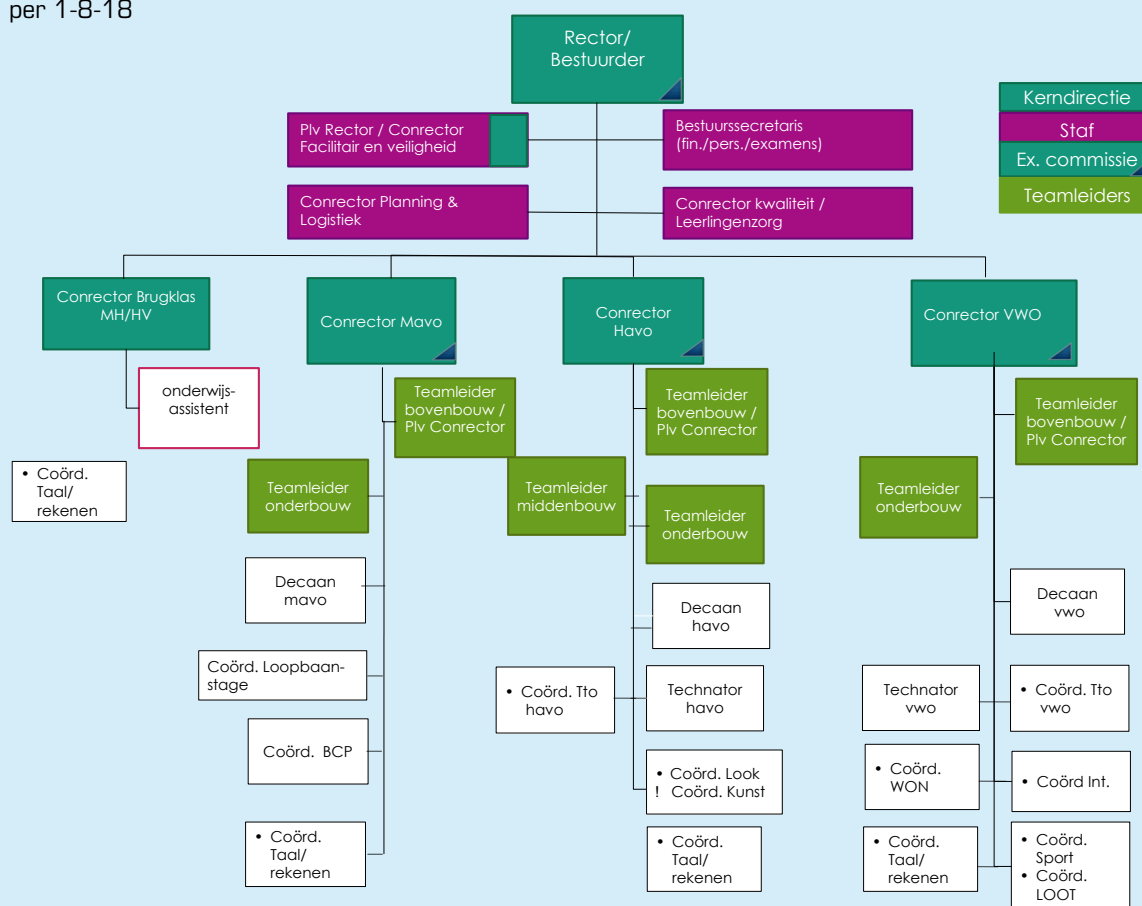 per 1-8-18
Rector/
Bestuurder
Kerndirectie
Staf
Ex. commissie
Teamleiders
Plv Rector / Conrector
Facilitair en veiligheid
Bestuurssecretaris
(fin./pers./examens)
Conrector Planning &
Logistiek
Conrector kwaliteit /
Leerlingenzorg
Conrector Brugklas
MH/HV
Conrector Mavo
Conrector
Havo
Conrector VWO
onderwijs-
assistent
Teamleider
bovenbouw /
Plv Conrector
Teamleider
bovenbouw /
Plv Conrector
Teamleider
bovenbouw /
Plv Conrector
• Coörd.
Taal/
rekenen
Teamleider
onderbouw
Teamleider
middenbouw
Teamleider
onderbouw
Teamleider
onderbouw
Decaan
mavo
Decaan
havo
Decaan
vwo
Coörd. Loopbaan-
stage
• Coörd. Tto
havo
Technator
havo
Technator
vwo
• Coörd. Tto
vwo
Coörd. BCP
• Coörd. Look
! Coörd. Kunst
• Coörd.
WON
• Coörd Int.
• Coörd.
Taal/
rekenen
• Coörd.
Taal/
rekenen
• Coörd.
Taal/
rekenen
• Coörd.
Sport
• Coörd.
LOOT